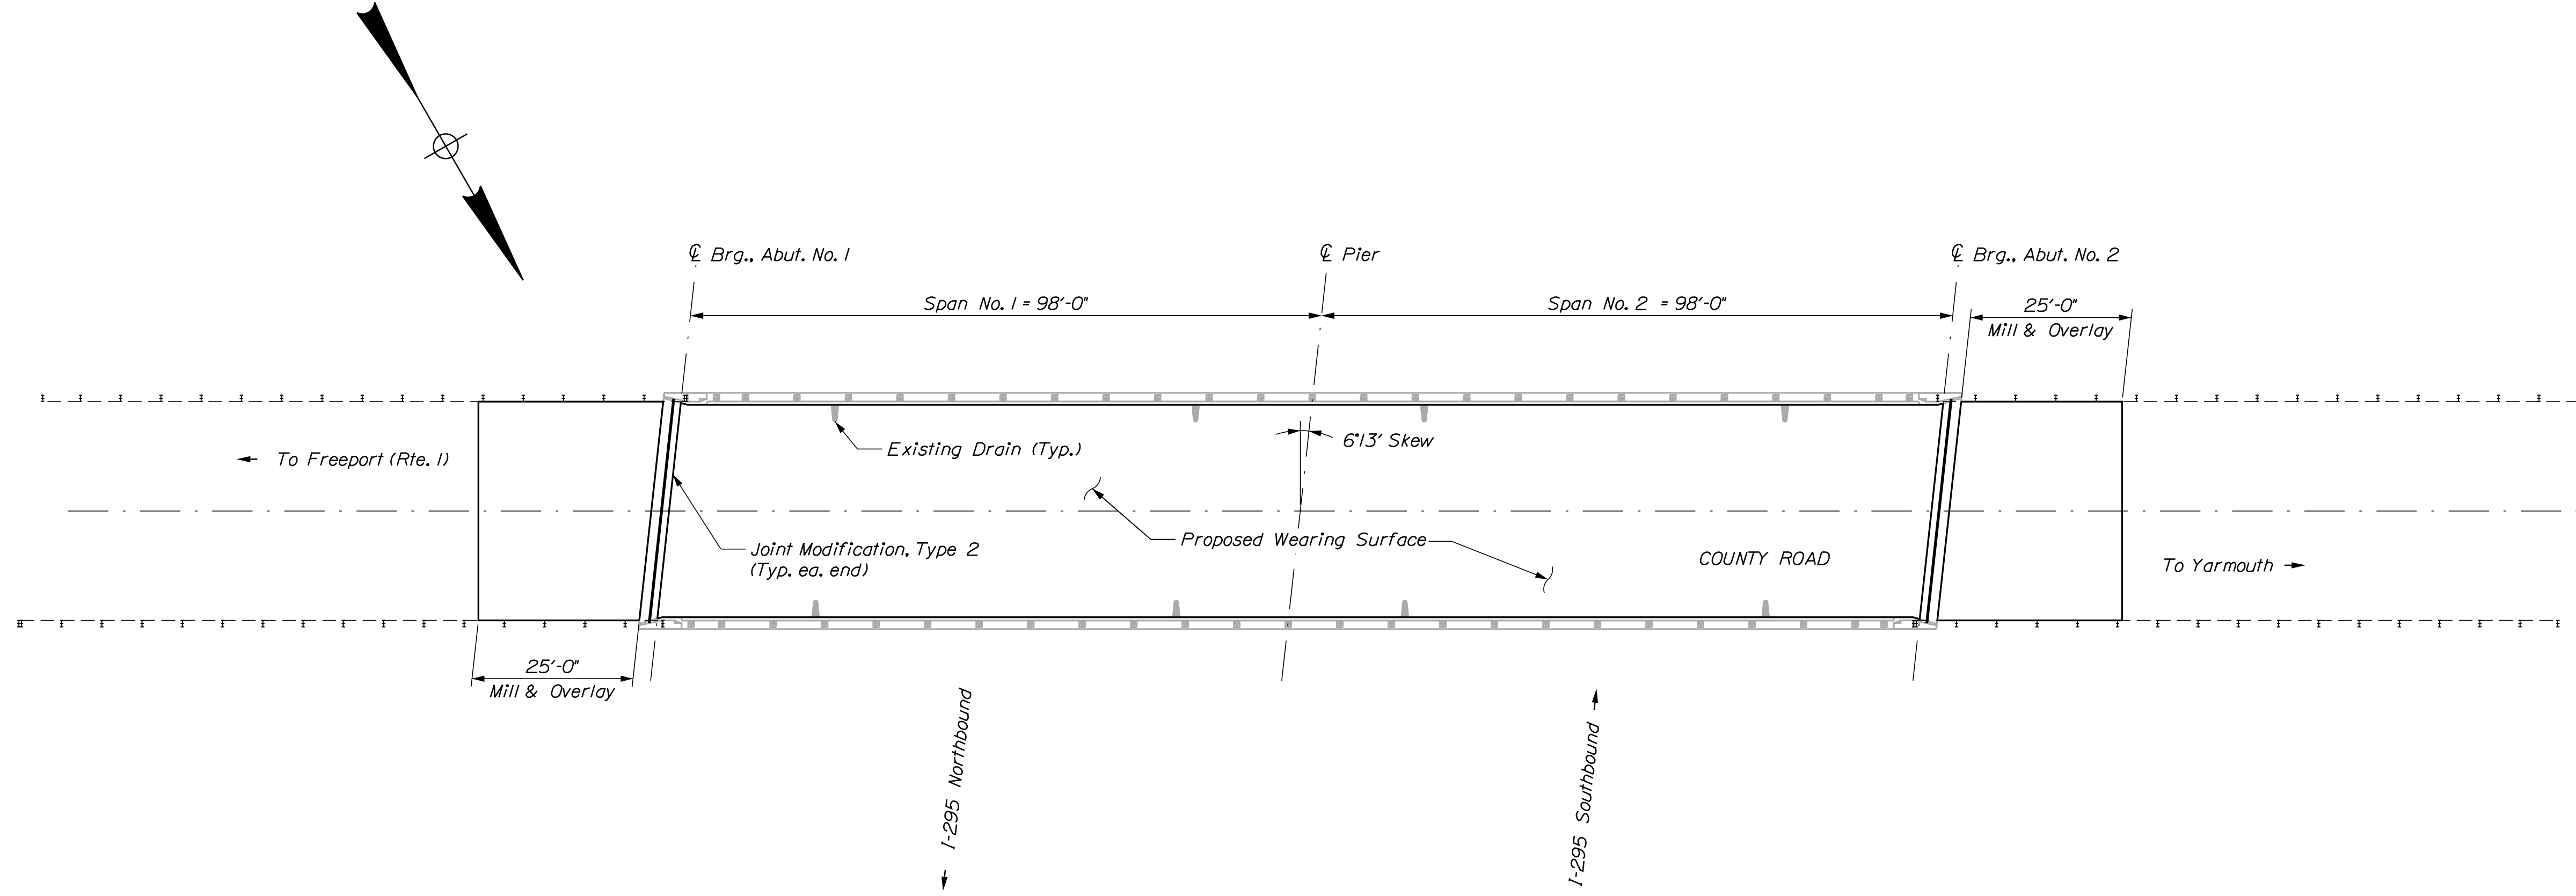 ℄ Brg., Abut. No. 1
℄ Pier
℄ Brg., Abut. No. 2
Span No. 1 = 98'-0"
Span No. 2 = 98'-0"
25'-0"
Mill & Overlay
To Freeport (Rte. 1)
Existing Drain (Typ.)
6°13' Skew
Joint Modification, Type 2
(Typ. ea. end)
Proposed Wearing Surface
COUNTY ROAD
To Yarmouth
25'-0"
Mill & Overlay
I-295 Northbound
I-295 Southbound